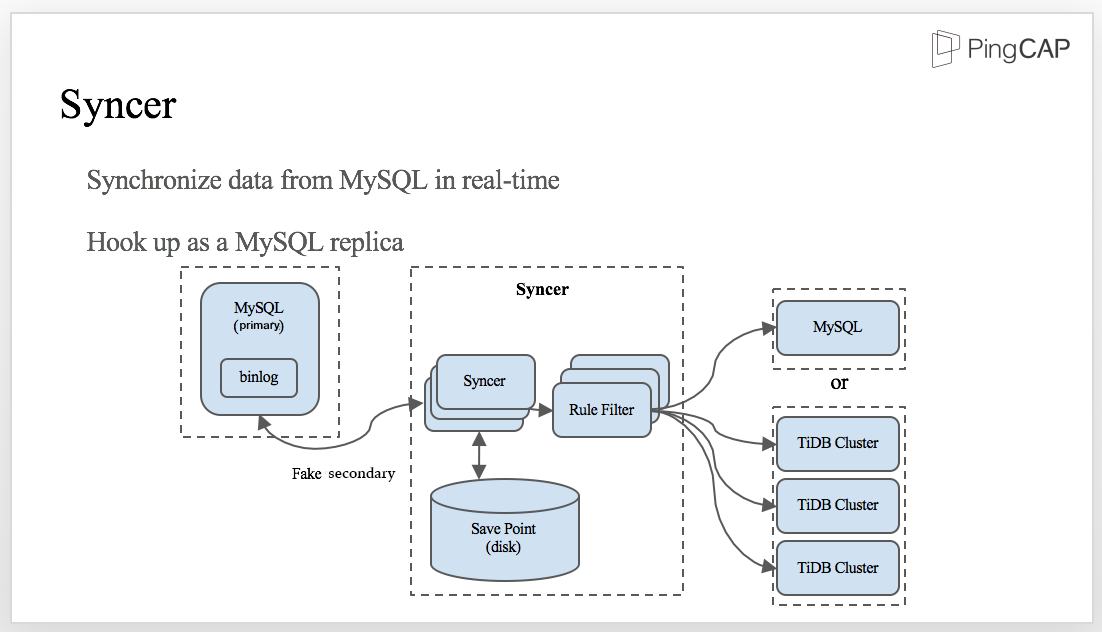 PingCAP
Syncer
Synchronize data from MySQL in real-time
Hook up as a MySQL replica
MySQL
(primary)
binlog
Fake secondary
Syncer
Syncer
Rule Filter
Save Point
(disk)
MySQL
or
TiDB Cluster
TiDB Cluster
TiDB Cluster